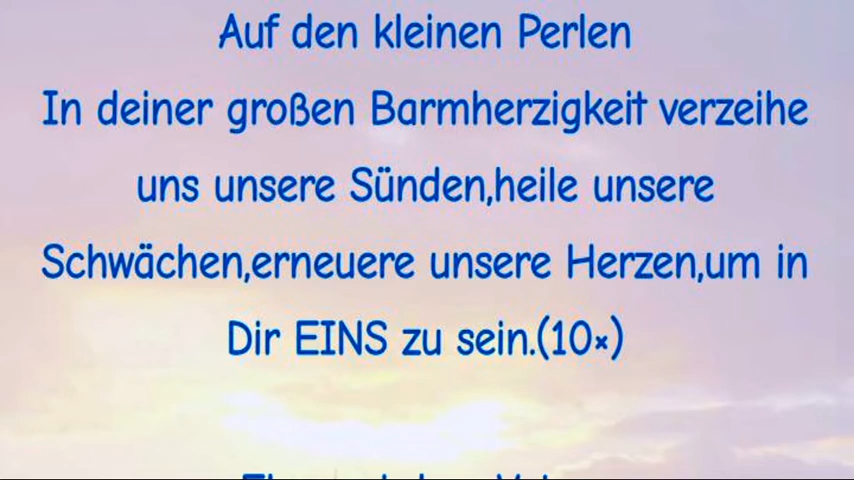 Auf den kleinen Perlen
In deiner großen Barmherzigkeit verzeihe
uns unsere Sünden,heile unsere
Schwächen,erneuere unsere Herzen,um in
Dir EINS zu sein.(10×)